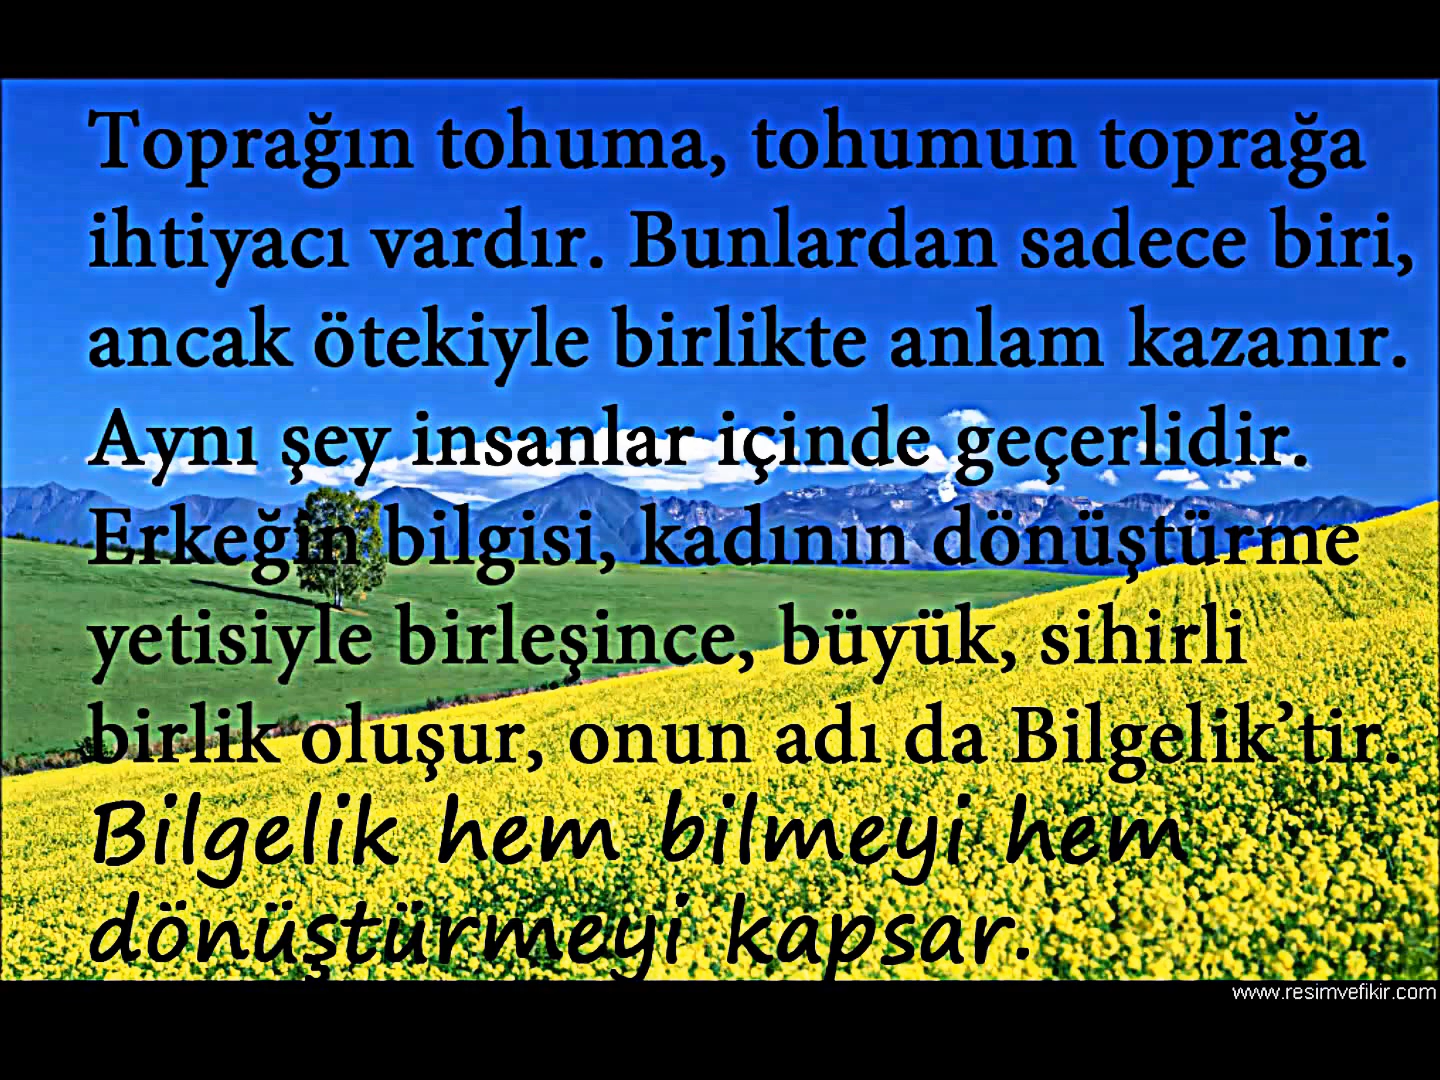 Toprağın tohuma, tohumun toprağa
ihtiyacı vardır. Bunlardan sadece biri,
ancak ötekiyle birlikte anlam kazanır.
Aynı şey insanlar içinde geçerlidir.
Erkeğin bilgisi, kadının dönüştürme
yetisiyle birleşince, büyük, sihirli
birlik oluşur, onun adı da Bilgelik’tir.
Bilgelik hem bilmeyi hem
dönüştürmeyi kapsar.
www.resimvefikir.com